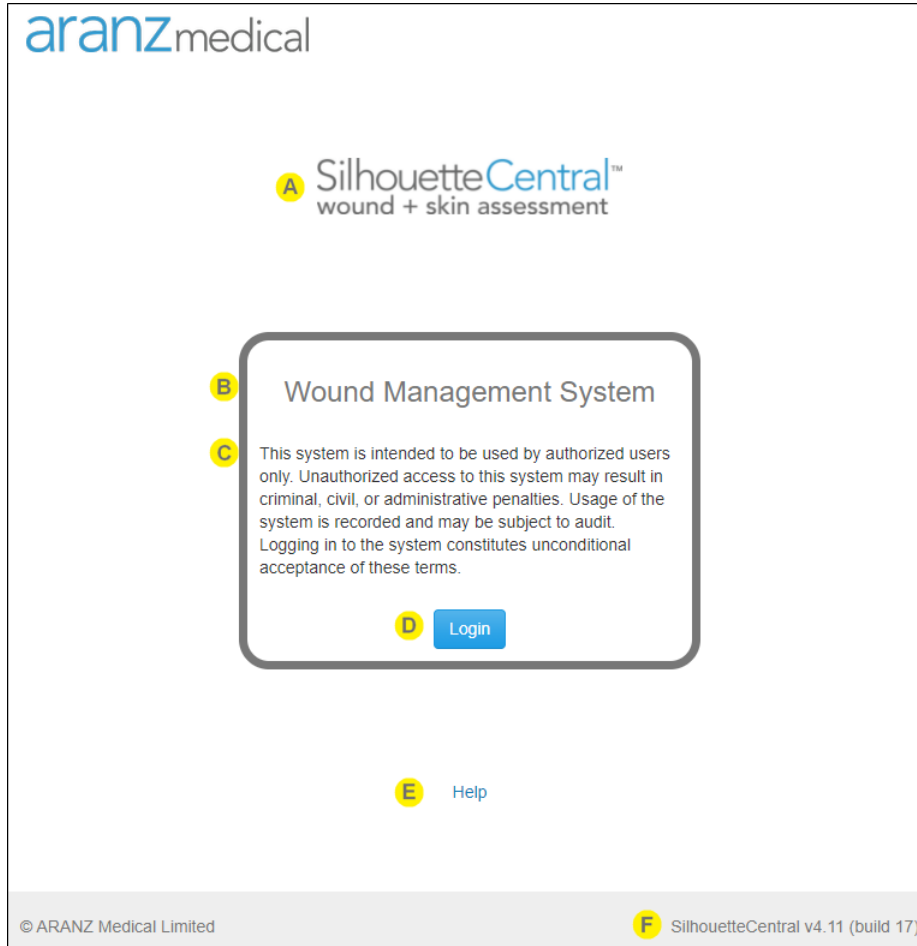 aranzmedical
A SilhouetteCentral™
wound + skin assessment
B Wound Management System
C This system is intended to be used by authorized users
only. Unauthorized access to this system may result in
criminal, civil, or administrative penalties. Usage of the
system is recorded and may be subject to audit.
Logging in to the system constitutes unconditional
acceptance of these terms.
D Login
E Help
© ARANZ Medical Limited F SilhouetteCentral v4.11 (build 17)